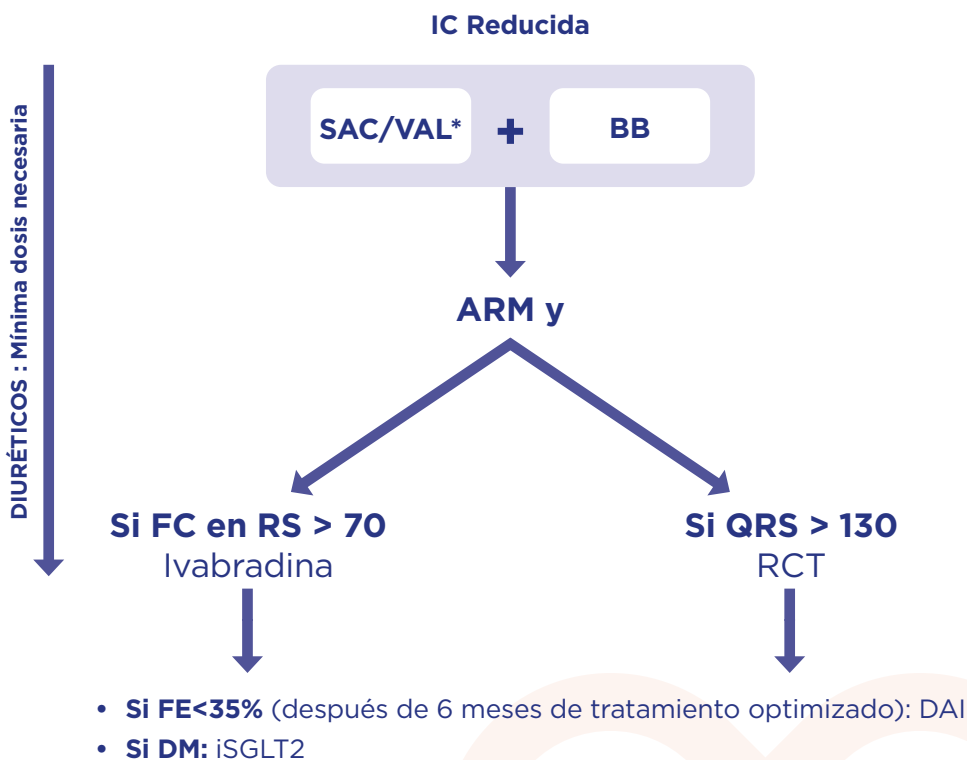 IC Reducida
DIURÉTICOS : Mínima dosis necesaria
SAC/VAL* + BB
ARM y
Si FC en RS > 70
Ivabradina
Si QRS > 130
RCT
• Si FE<35% (después de 6 meses de tratamiento optimizado): DAI
• Si DM: iSGLT2